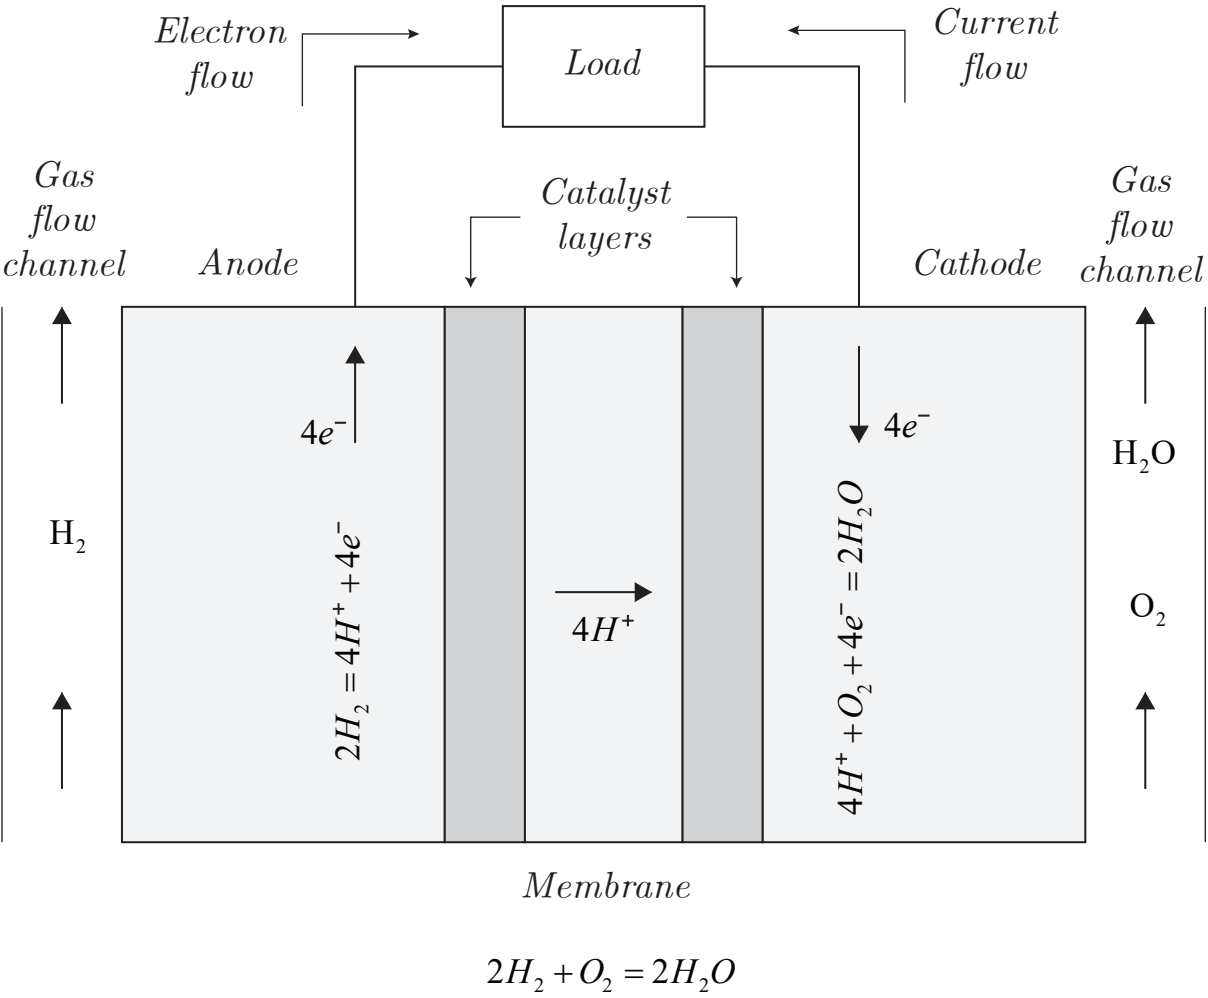 Electron
flow
Load
Current
flow
Gas
flow
channel
Anode
Catalyst
layers
Cathode
Gas
flow
channel
4e⁻
4e⁻
H₂
2H₂ = 4H⁺ + 4e⁻
4H⁺
4H⁺ + O₂ + 4e⁻ = 2H₂O
H₂O
O₂
Membrane
2H₂ + O₂ = 2H₂O